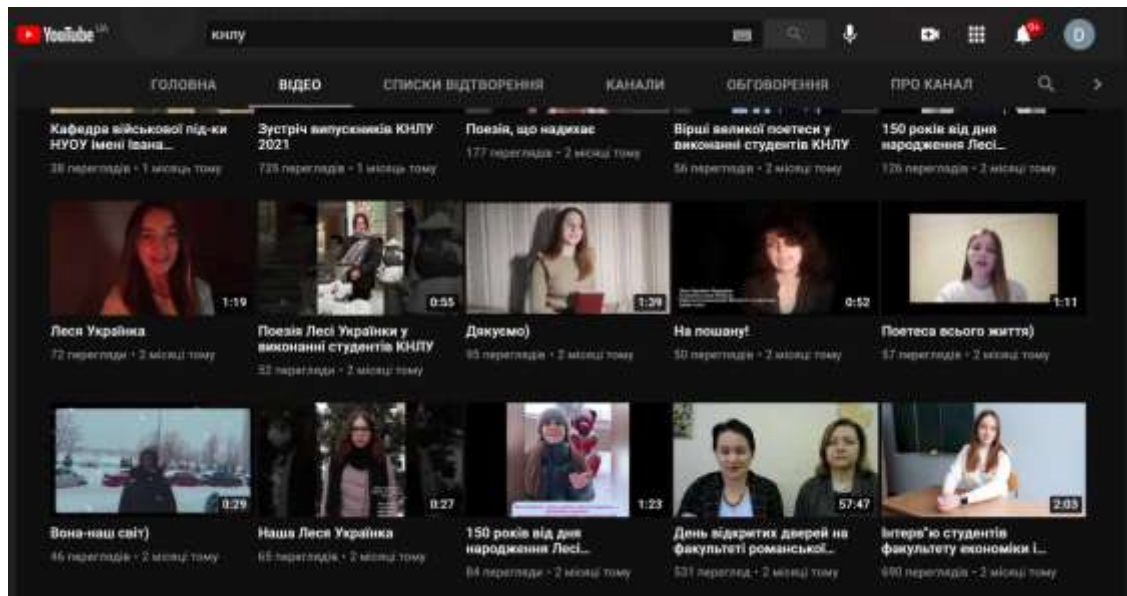 YouTube UA
кнлу
9+
D
ГОЛОВНА ВІДЕО СПИСКИ ВІДТВОРЕННЯ КАНАЛИ ОБГОВОРЕННЯ ПРО КАНАЛ
Кафедра військової під-ки
НУОУ імені Івана...
38 переглядів • 1 місяць тому
Зустріч випускників КНЛУ
2021
725 переглядів • 1 місяць тому
Поезія, що надихає
177 переглядів • 2 місяці тому
Вірші великої поетеси у
виконанні студентів КНЛУ
56 переглядів • 2 місяці тому
150 років від дня
народження Лесі...
126 переглядів • 2 місяці тому
1:19
Леся Українка
72 перегляди • 2 місяці тому
0:55
Поезія Лесі Українки у
виконанні студентів КНЛУ
52 перегляди • 2 місяці тому
1:39
Дякуємо)
95 переглядів • 2 місяці тому
0:52
На пошану!
50 переглядів • 2 місяці тому
1:11
Поетеса всього життя)
57 переглядів • 2 місяці тому
0:29
Вона-наш світ)
46 переглядів • 2 місяці тому
0:27
Наша Леся Українка
65 переглядів • 2 місяці тому
1:23
150 років від дня
народження Лесі...
84 перегляди • 2 місяці тому
57:47
День відкритих дверей на
факультеті романської...
531 перегляд • 2 місяці тому
2:03
Інтерв"ю студентів
факультету економіки і...
690 переглядів • 2 місяці тому